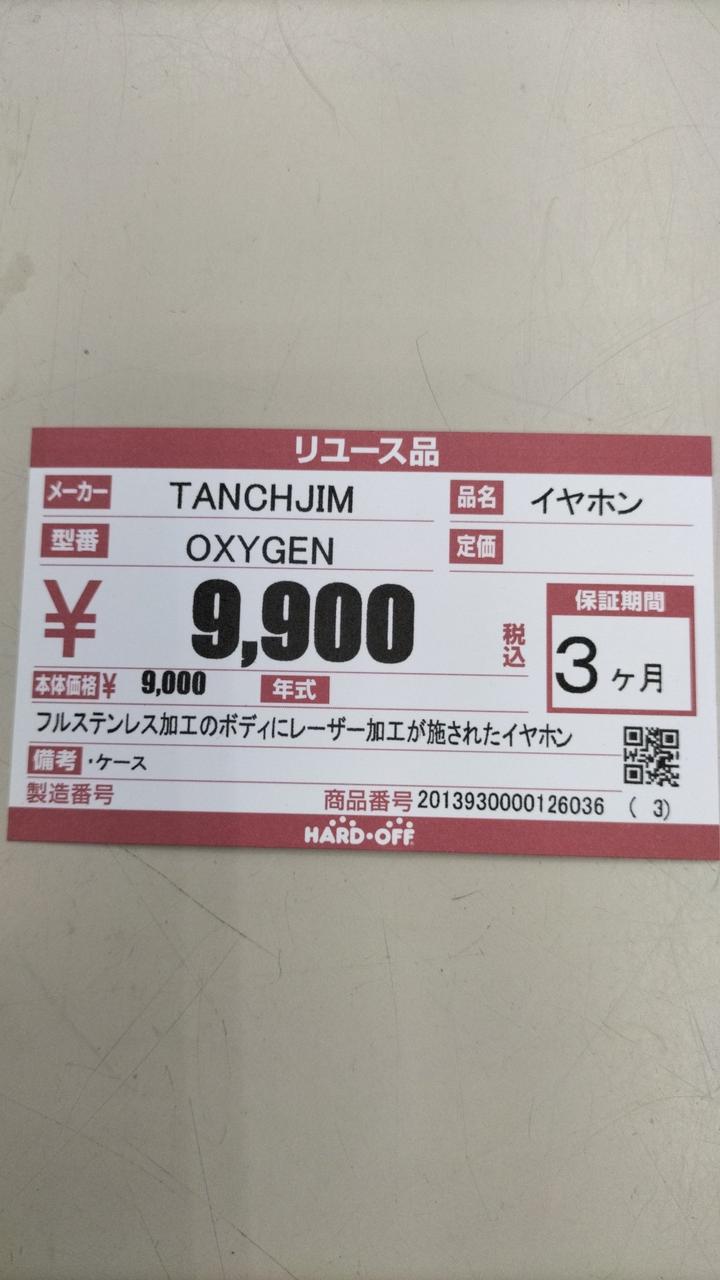 リユース品
メーカー TANCHJIM 品名 イヤホン
型番 OXYGEN 定価
¥ 9,900 税込 保証期間 3ヶ月
本体価格¥ 9,000 年式
フルステンレス加工のボディにレーザー加工が施されたイヤホン
備考 ・ケース
製造番号 商品番号 2013930000126036 ( 3)
HARD・OFF